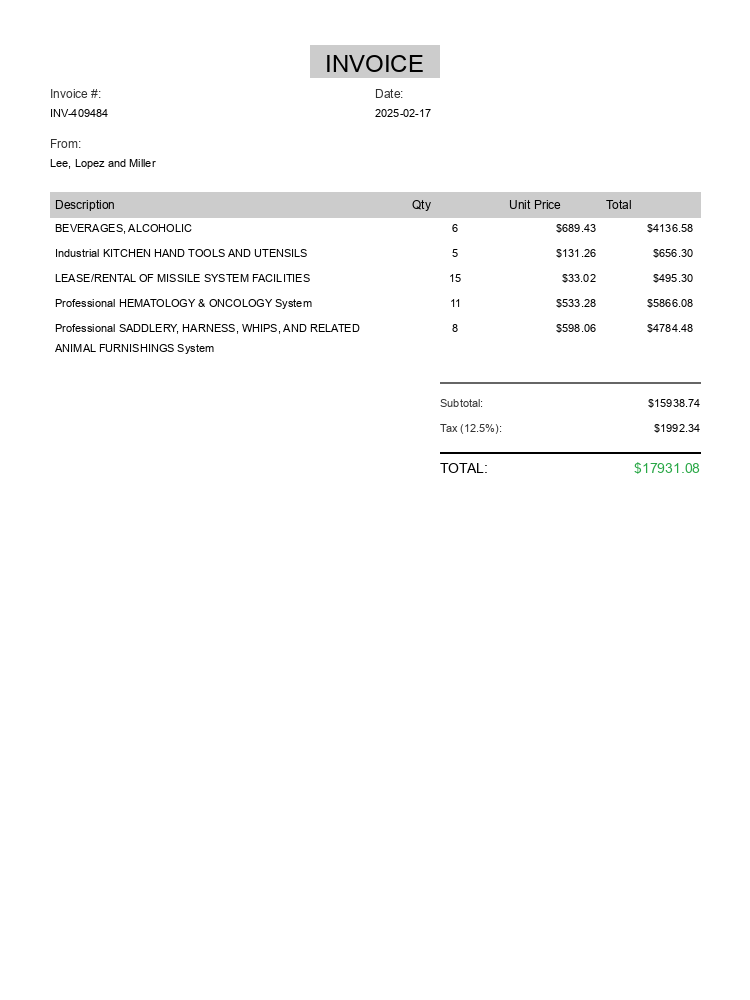 INVOICE
Invoice #: Date:
INV-409484 2025-02-17
From:
Lee, Lopez and Miller
Description Qty Unit Price Total
BEVERAGES, ALCOHOLIC 6 $689.43 $4136.58
Industrial KITCHEN HAND TOOLS AND UTENSILS 5 $131.26 $656.30
LEASE/RENTAL OF MISSILE SYSTEM FACILITIES 15 $33.02 $495.30
Professional HEMATOLOGY & ONCOLOGY System 11 $533.28 $5866.08
Professional SADDLERY, HARNESS, WHIPS, AND RELATED 8 $598.06 $4784.48
ANIMAL FURNISHINGS System
Subtotal: $15938.74
Tax (12.5%): $1992.34
TOTAL: $17931.08